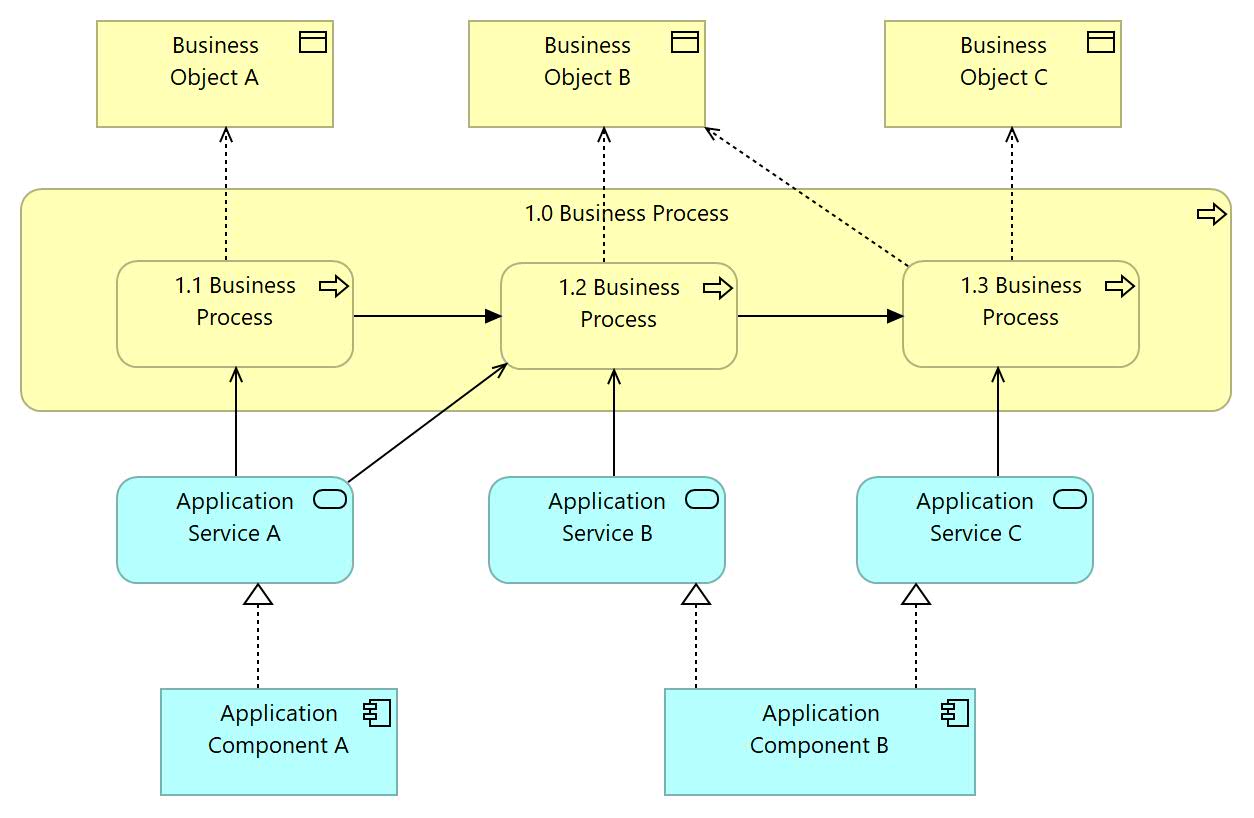 Business
Object A
Business
Object B
Business
Object C
1.0 Business Process
1.1 Business
Process
1.2 Business
Process
1.3 Business
Process
Application
Service A
Application
Service B
Application
Service C
Application
Component A
Application
Component B